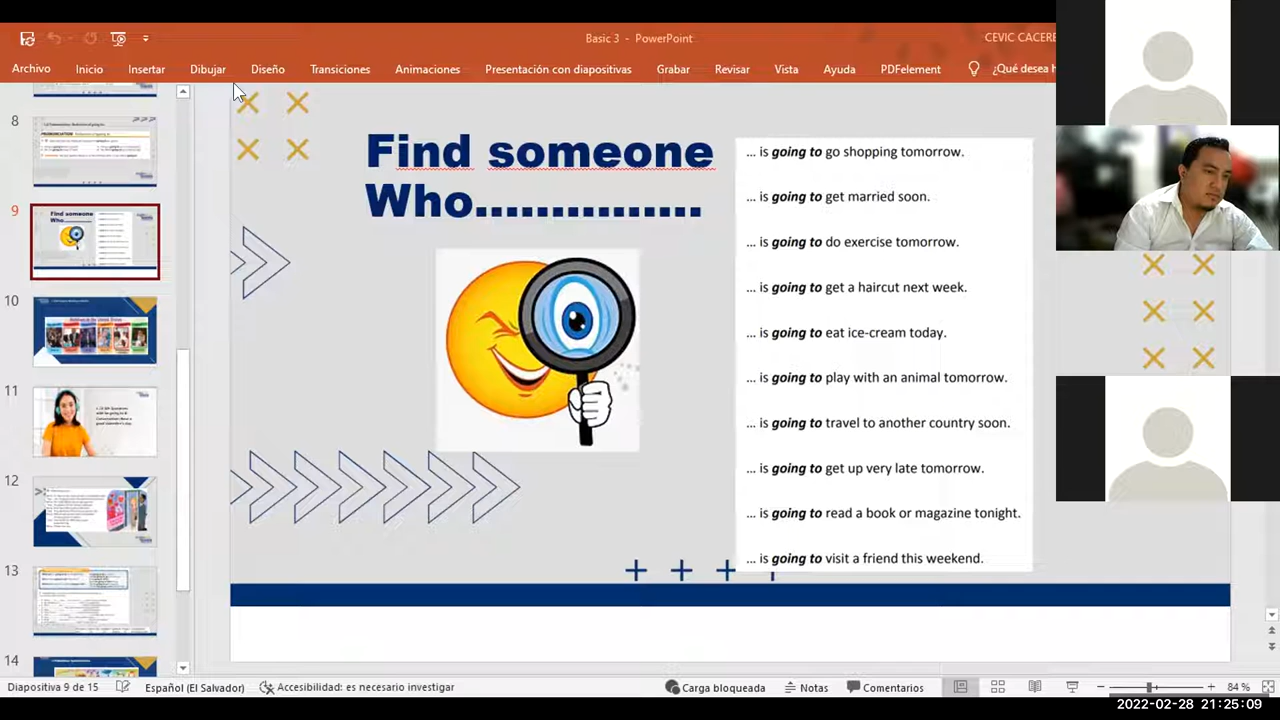 Basic 3 - PowerPoint
CEVIC CACERE
Archivo Inicio Insertar Dibujar Diseño Transiciones Animaciones Presentación con diapositivas Grabar Revisar Vista Ayuda PDFelement ¿Qué desea h
8
9
10
11
12
13
14
Find someone
Who..............
... is going to go shopping tomorrow.
... is going to get married soon.
... is going to do exercise tomorrow.
... is going to get a haircut next week.
... is going to eat ice-cream today.
... is going to play with an animal tomorrow.
... is going to travel to another country soon.
... is going to get up very late tomorrow.
... is going to read a book or magazine tonight.
... is going to visit a friend this weekend.
Diapositiva 9 de 15 Español (El Salvador) Accesibilidad: es necesario investigar Carga bloqueada Notas Comentarios 84 %
2022-02-28 21:25:09